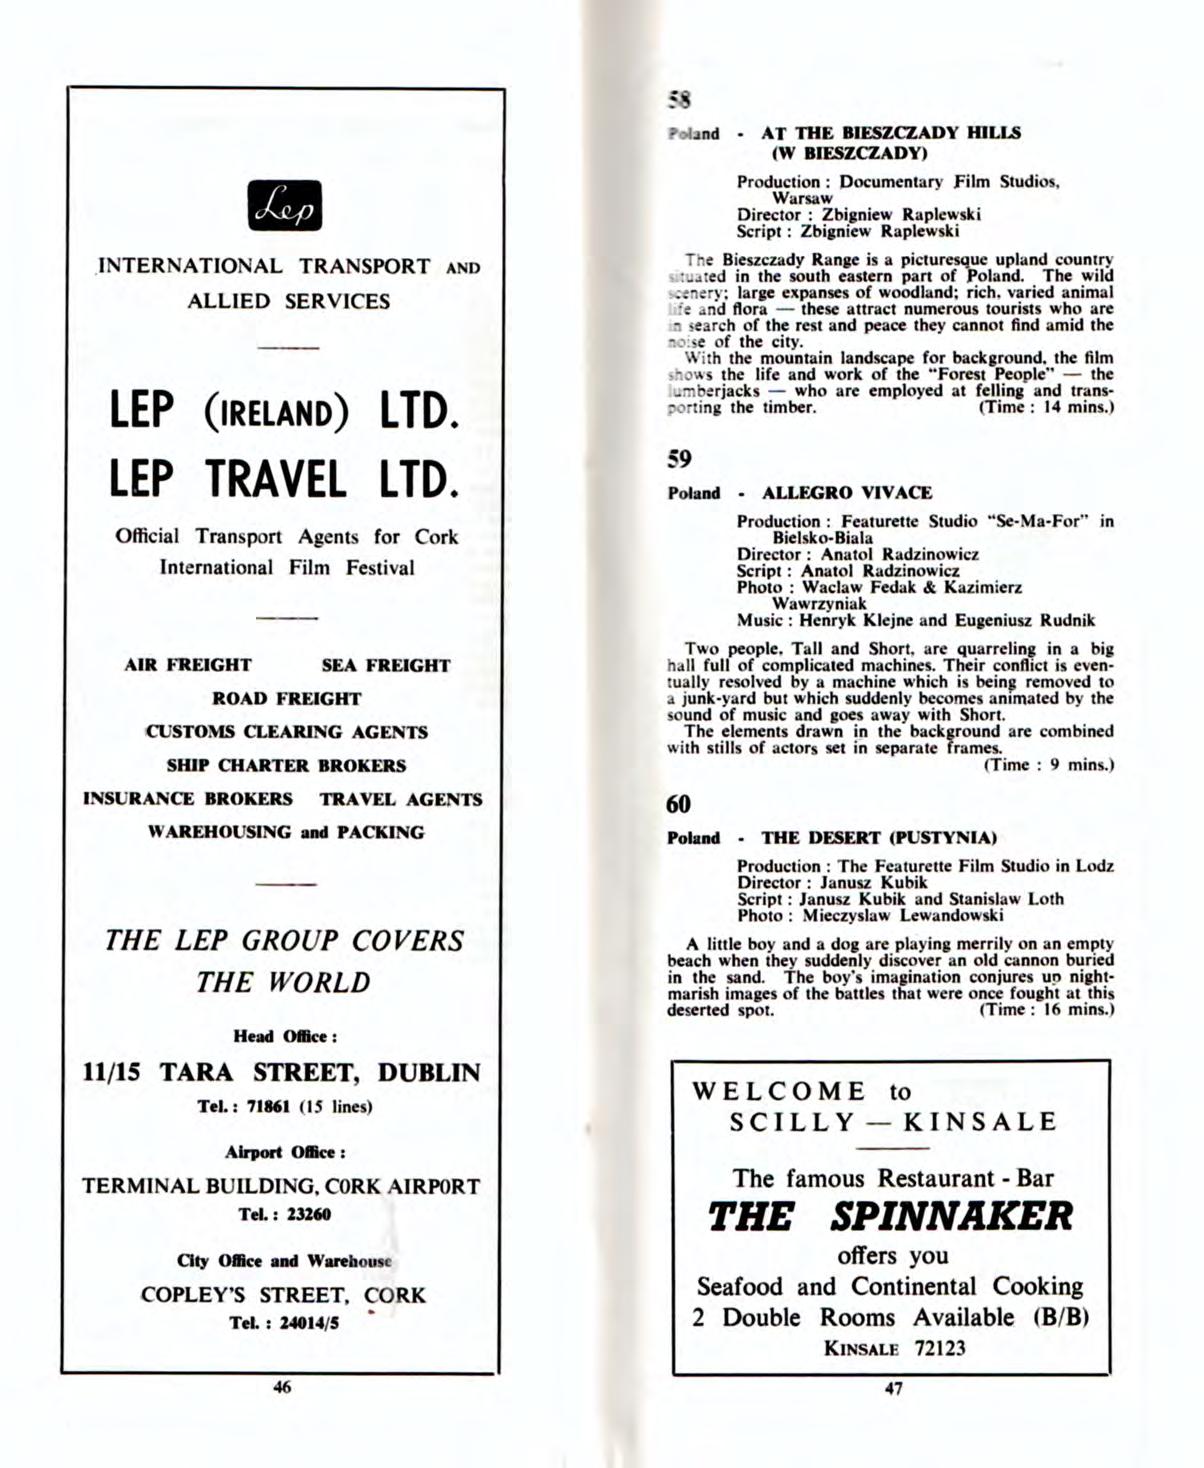 Lep
INTERNATIONAL TRANSPORT AND
ALLIED SERVICES
LEP (IRELAND) LTD.
LEP TRAVEL LTD.
Official Transport Agents for Cork
International Film Festival
AIR FREIGHT SEA FREIGHT
ROAD FREIGHT
CUSTOMS CLEARING AGENTS
SHIP CHARTER BROKERS
INSURANCE BROKERS TRAVEL AGENTS
WAREHOUSING and PACKING
THE LEP GROUP COVERS
THE WORLD
Head Office :
11/15 TARA STREET, DUBLIN
Tel. : 71861 (15 lines)
Airport Office :
TERMINAL BUILDING, CORK AIRPORT
Tel. : 23260
City Office and Warehouse
COPLEY'S STREET, CORK
Tel. : 24014/5
46
58
Poland - AT THE BIESZCZADY HILLS
(W BIESZCZADY)
Production : Documentary Film Studios,
Warsaw
Director : Zbigniew Raplewski
Script : Zbigniew Raplewski
The Bieszczady Range is a picturesque upland country
situated in the south eastern part of Poland. The wild
scenery; large expanses of woodland; rich, varied animal
life and flora — these attract numerous tourists who are
in search of the rest and peace they cannot find amid the
noise of the city.
With the mountain landscape for background, the film
shows the life and work of the “Forest People” — the
lumberjacks — who are employed at felling and trans-
porting the timber. (Time : 14 mins.)
59
Poland - ALLEGRO VIVACE
Production : Featurette Studio “Se-Ma-For” in
Bielsko-Biala
Director : Anatol Radzinowicz
Script : Anatol Radzinowicz
Photo : Waclaw Fedak & Kazimierz
Wawrzyniak
Music : Henryk Klejne and Eugeniusz Rudnik
Two people, Tall and Short, are quarreling in a big
hall full of complicated machines. Their conflict is even-
tually resolved by a machine which is being removed to
a junk-yard but which suddenly becomes animated by the
sound of music and goes away with Short.
The elements drawn in the background are combined
with stills of actors set in separate frames.
(Time : 9 mins.)
60
Poland - THE DESERT (PUSTYNIA)
Production : The Featurette Film Studio in Lodz
Director : Janusz Kubik
Script : Janusz Kubik and Stanislaw Loth
Photo : Mieczyslaw Lewandowski
A little boy and a dog are playing merrily on an empty
beach when they suddenly discover an old cannon buried
in the sand. The boy's imagination conjures up night-
marish images of the battles that were once fought at this
deserted spot. (Time : 16 mins.)
WELCOME to
SCILLY — KINSALE
The famous Restaurant - Bar
THE SPINNAKER
offers you
Seafood and Continental Cooking
2 Double Rooms Available (B/B)
KINSALE 72123
47